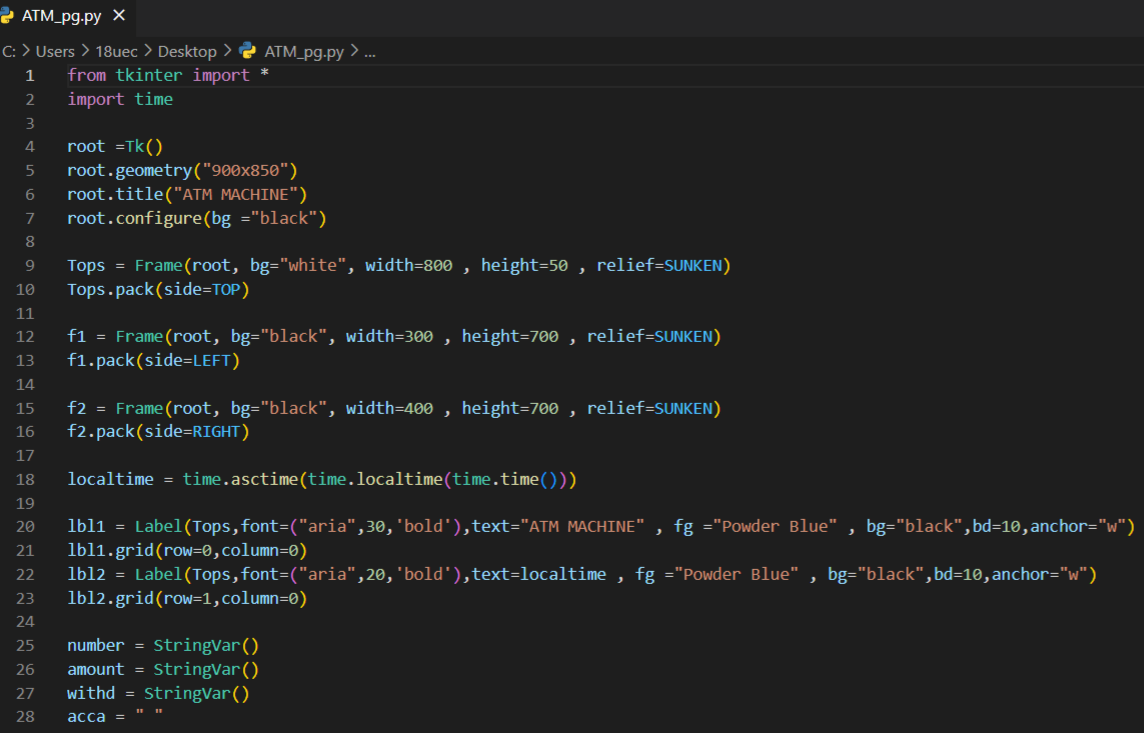 ATM_pg.py ×
C: > Users > 18uec > Desktop > ATM_pg.py > ...
1 from tkinter import *
2 import time
3
4 root =Tk()
5 root.geometry("900x850")
6 root.title("ATM MACHINE")
7 root.configure(bg ="black")
8
9 Tops = Frame(root, bg="white", width=800 , height=50 , relief=SUNKEN)
10 Tops.pack(side=TOP)
11
12 f1 = Frame(root, bg="black", width=300 , height=700 , relief=SUNKEN)
13 f1.pack(side=LEFT)
14
15 f2 = Frame(root, bg="black", width=400 , height=700 , relief=SUNKEN)
16 f2.pack(side=RIGHT)
17
18 localtime = time.asctime(time.localtime(time.time()))
19
20 lbl1 = Label(Tops,font=("aria",30,'bold'),text="ATM MACHINE" , fg ="Powder Blue" , bg="black",bd=10,anchor="w")
21 lbl1.grid(row=0,column=0)
22 lbl2 = Label(Tops,font=("aria",20,'bold'),text=localtime , fg ="Powder Blue" , bg="black",bd=10,anchor="w")
23 lbl2.grid(row=1,column=0)
24
25 number = StringVar()
26 amount = StringVar()
27 withd = StringVar()
28 acca = " "